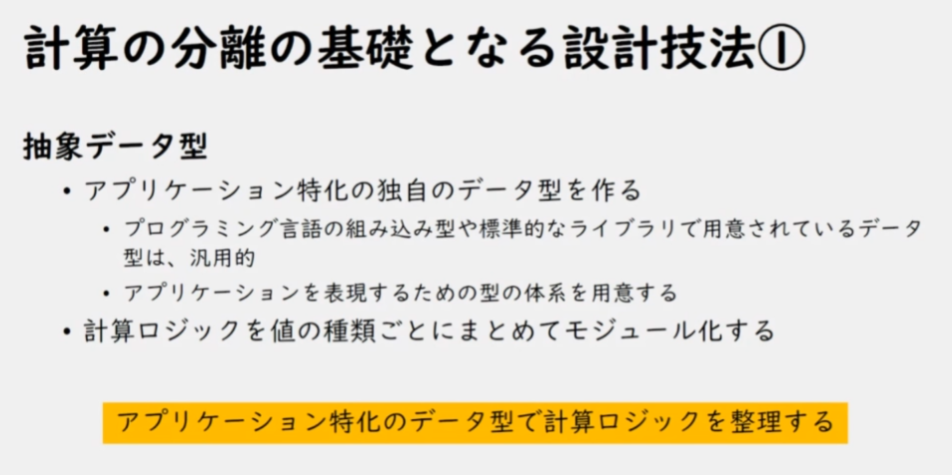 計算の分離の基礎となる設計技法①
抽象データ型
• アプリケーション特化の独自のデータ型を作る
• プログラミング言語の組み込み型や標準的なライブラリで用意されているデータ
型は、汎用的
• アプリケーションを表現するための型の体系を用意する
• 計算ロジックを値の種類ごとにまとめてモジュール化する
アプリケーション特化のデータ型で計算ロジックを整理する